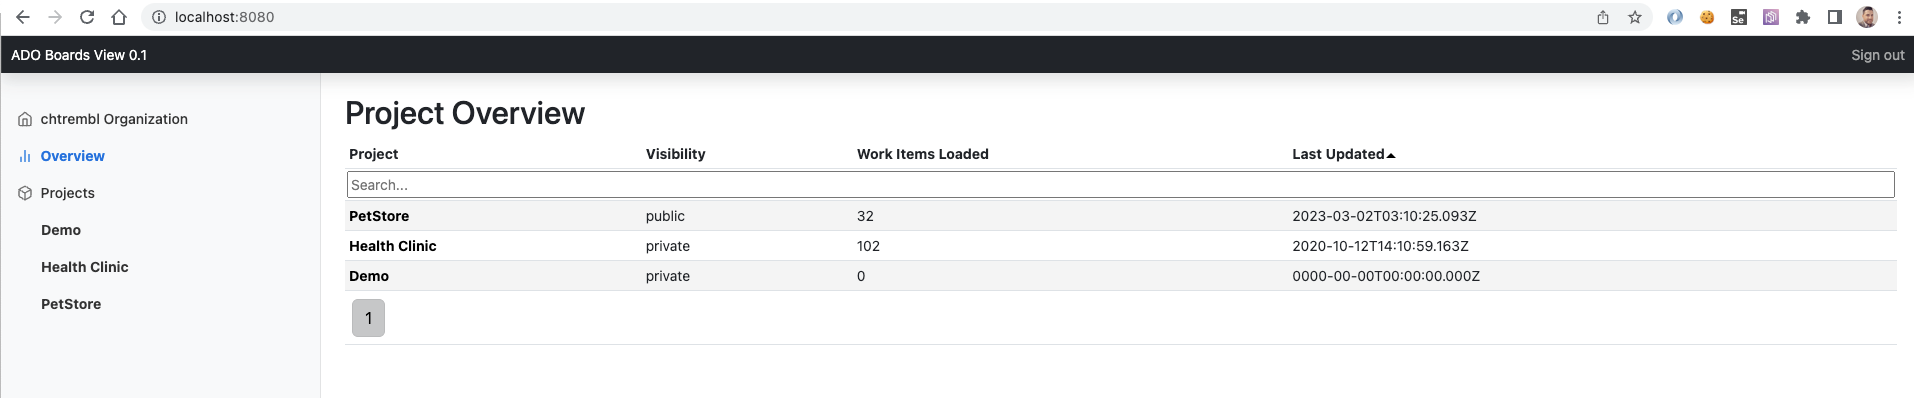 localhost:8080
Se
ADO Boards View 0.1 Sign out
chtrembl Organization
Overview
Projects
Demo
Health Clinic
PetStore
Project Overview
Project Visibility Work Items Loaded Last Updated
Search...
PetStore public 32 2023-03-02T03:10:25.093Z
Health Clinic private 102 2020-10-12T14:10:59.163Z
Demo private 0 0000-00-00T00:00:00.000Z
1